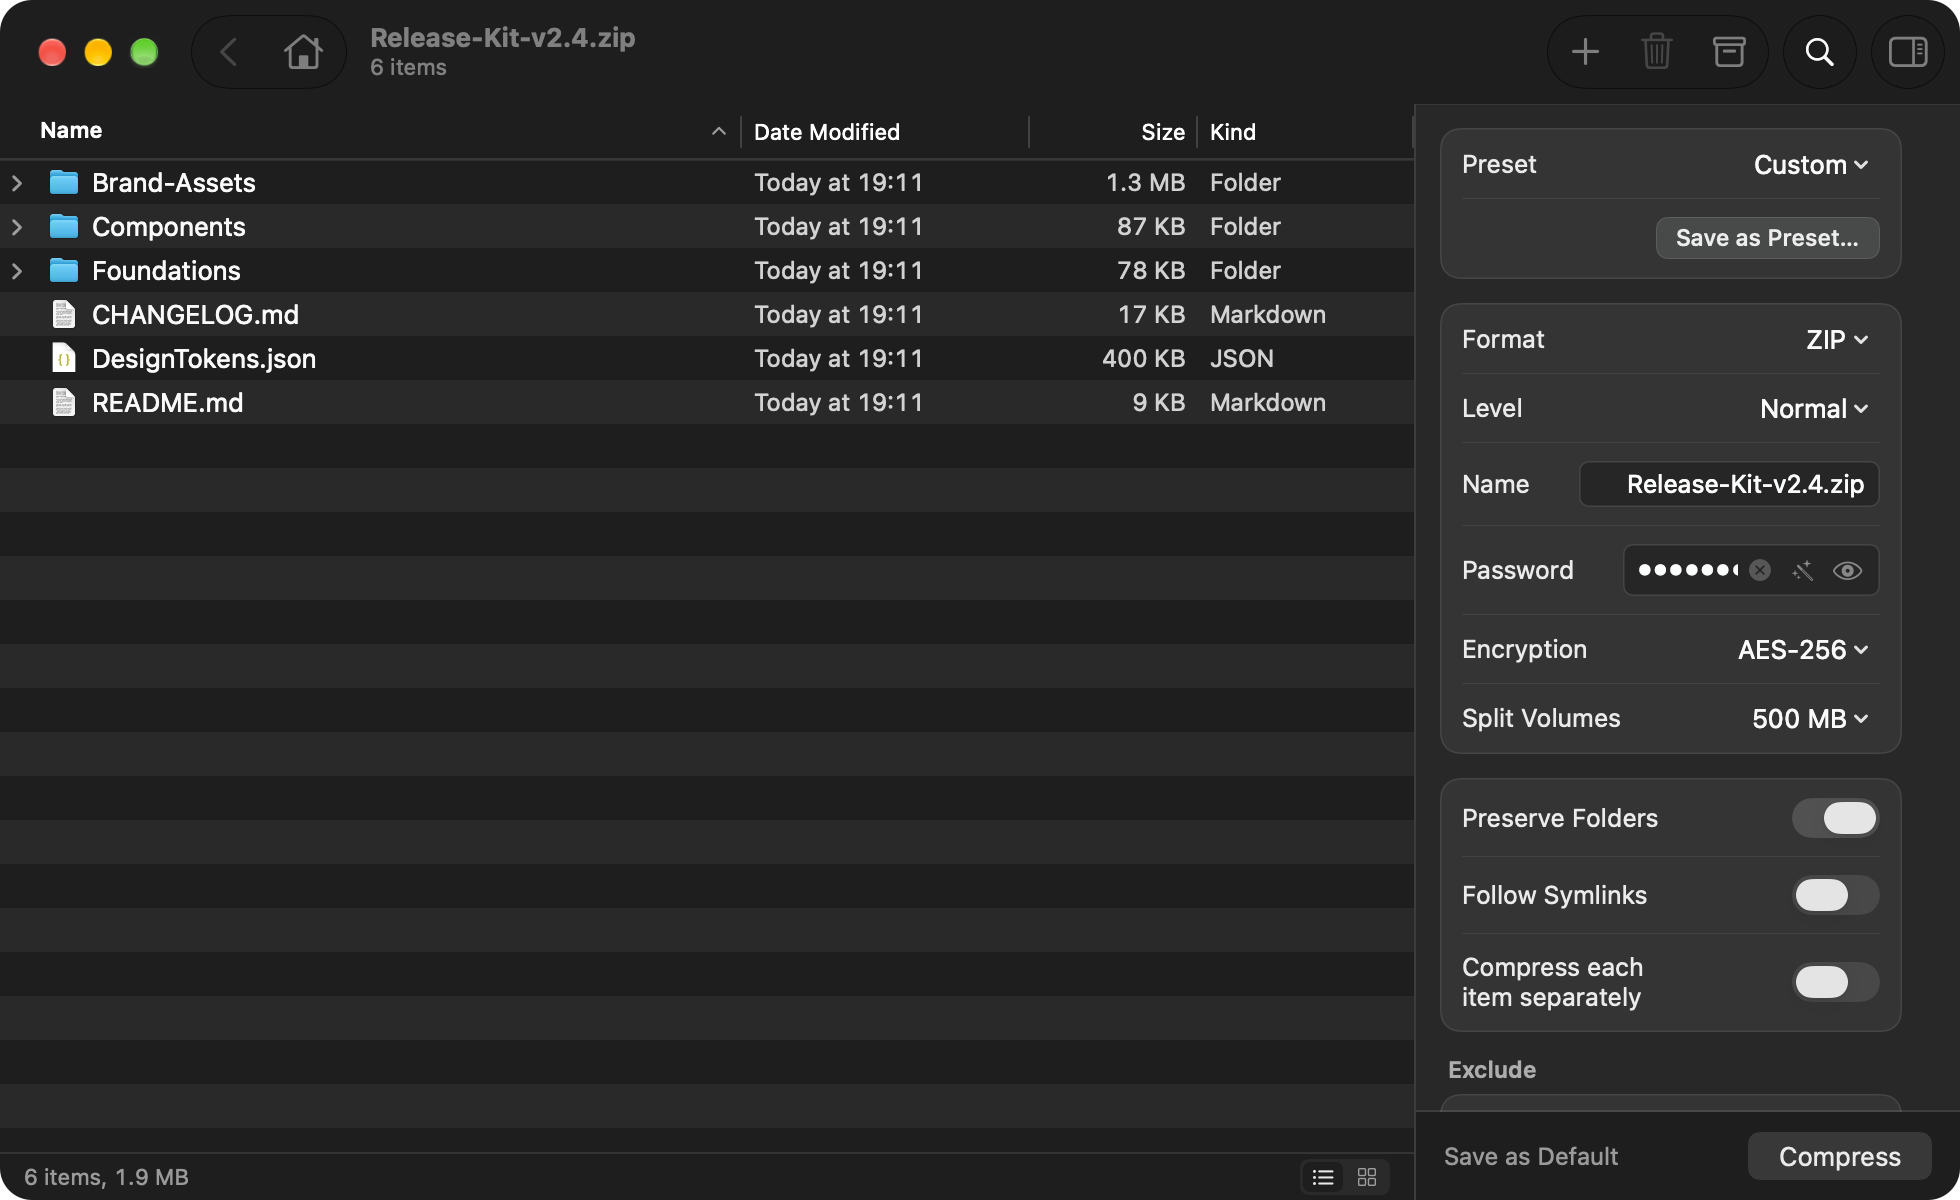 Release-Kit-v2.4.zip
6 items
Name Date Modified Size Kind
Brand-Assets Today at 19:11 1.3 MB Folder
Components Today at 19:11 87 KB Folder
Foundations Today at 19:11 78 KB Folder
CHANGELOG.md Today at 19:11 17 KB Markdown
DesignTokens.json Today at 19:11 400 KB JSON
README.md Today at 19:11 9 KB Markdown
6 items, 1.9 MB
Preset Custom
Save as Preset...
Format ZIP
Level Normal
Name Release-Kit-v2.4.zip
Password
Encryption AES-256
Split Volumes 500 MB
Preserve Folders
Follow Symlinks
Compress each
item separately
Exclude
Save as Default Compress